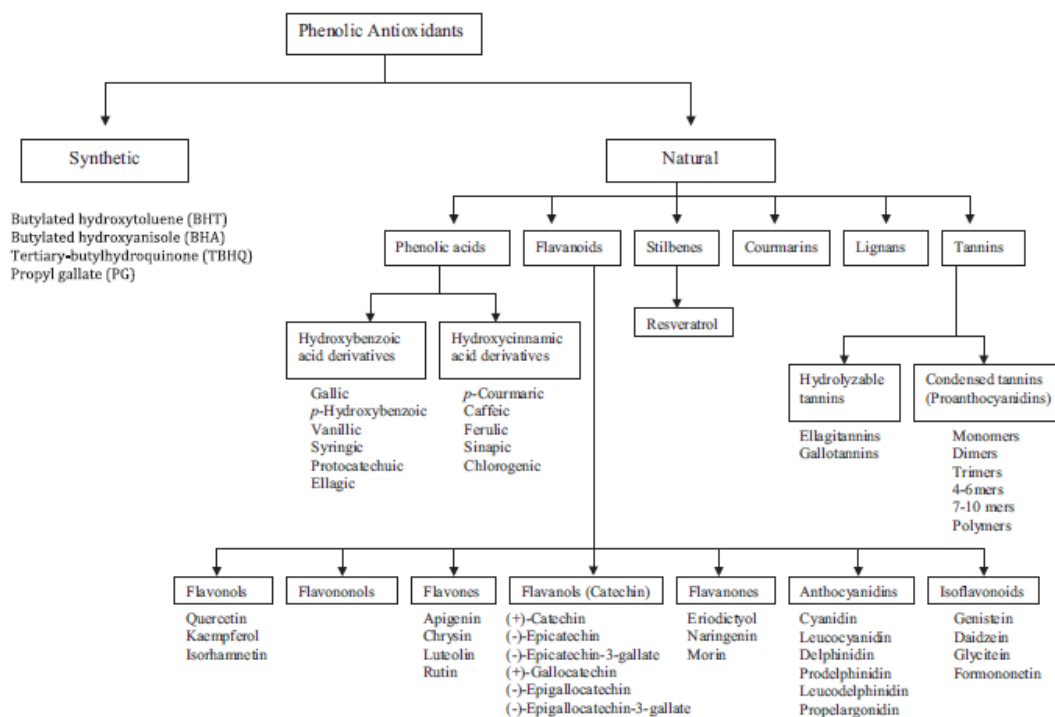 Phenolic Antioxidants
Synthetic
Natural
Butylated hydroxytoluene (BHT)
Butylated hydroxyanisole (BHA)
Tertiary-butylhydroquinone (TBHQ)
Propyl gallate (PG)
Phenolic acids
Flavanoids
Stilbenes
Courmarins
Lignans
Tannins
Hydroxybenzoic
acid derivatives
Gallic
p-Hydroxybenzoic
Vanillic
Syringic
Protocatechuic
Ellagic
Hydroxycinnamic
acid derivatives
p-Courmaric
Caffeic
Ferulic
Sinapic
Chlorogenic
Resveratrol
Hydrolyzable
tannins
Ellagitannins
Gallotannins
Condensed tannins
(Proanthocyanidins)
Monomers
Dimers
Trimers
4-6mers
7-10 mers
Polymers
Flavonols
Quercetin
Kaempferol
Isorhamnetin
Flavononols
Flavones
Apigenin
Chrysin
Luteolin
Rutin
Flavanols (Catechin)
(+)-Catechin
(-)-Epicatechin
(-)-Epicatechin-3-gallate
(+)-Gallocatechin
(-)-Epigallocatechin
(-)-Epigallocatechin-3-gallate
Flavanones
Eriodictyol
Naringenin
Morin
Anthocyanidins
Cyanidin
Leucocyanidin
Delphinidin
Prodelphinidin
Leucodelphinidin
Propelargonidin
Isoflavonoids
Genistein
Daidzein
Glycitein
Formononetin